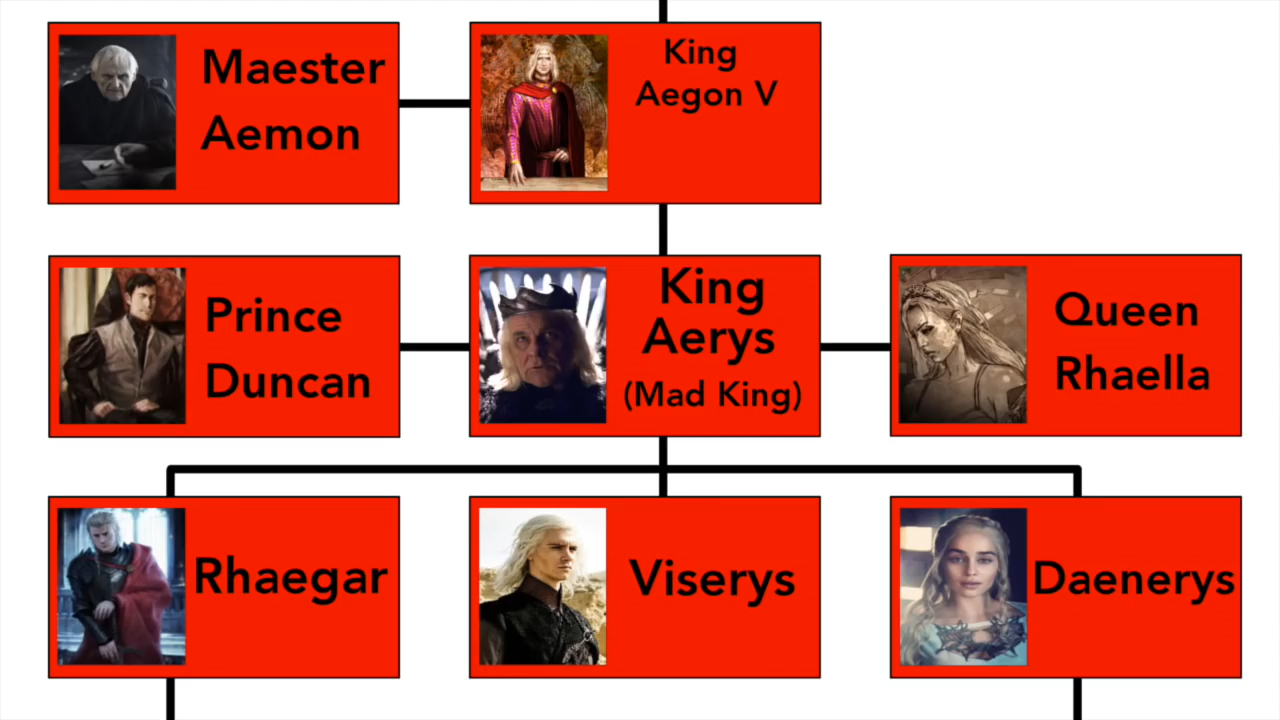 Maester
Aemon
King
Aegon V
Prince
Duncan
King
Aerys
(Mad King)
Queen
Rhaella
Rhaegar
Viserys
Daenerys